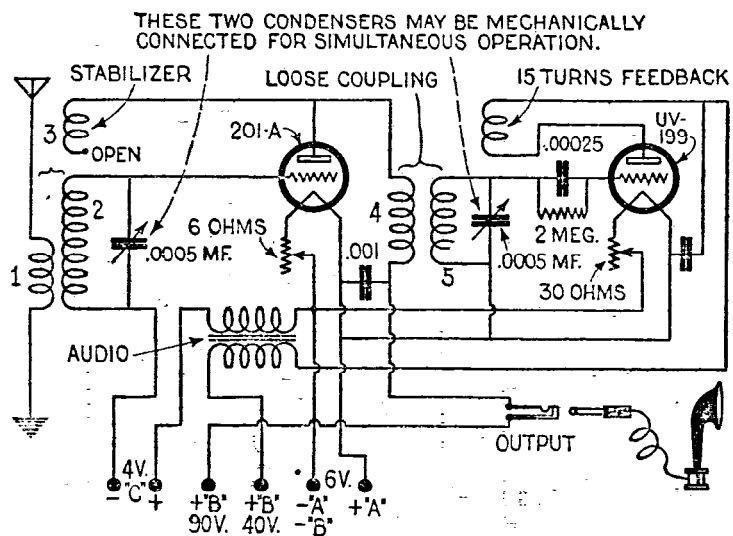 THESE TWO CONDENSERS MAY BE MECHANICALLY
CONNECTED FOR SIMULTANEOUS OPERATION.
STABILIZER
LOOSE COUPLING
15 TURNS FEEDBACK
3
OPEN
201-A
.00025
UV-
199
2
1
6 OHMS
.0005 MF.
.001
4
5
2 MEG.
.0005 MF.
30 OHMS
AUDIO
OUTPUT
4V.
- "C" +
+"B"
90V.
+"B"
40V.
6V.
-"A"
-"B"
+"A"